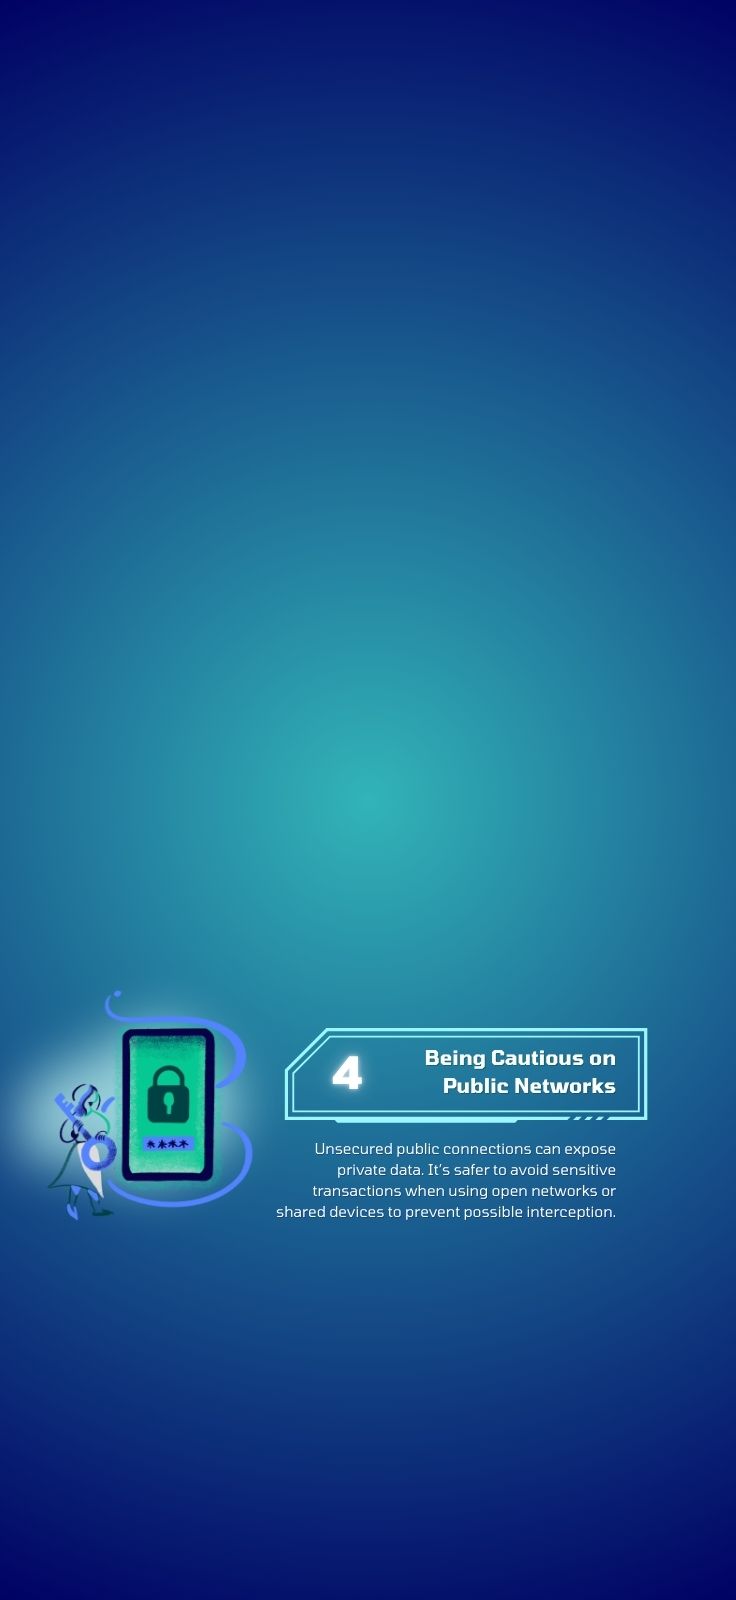 4
Being Cautious on
Public Networks
Unsecured public connections can expose
private data. It’s safer to avoid sensitive
transactions when using open networks or
shared devices to prevent possible interception.